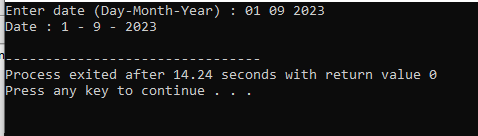 Enter date (Day-Month-Year) : 01 09 2023
Date : 1 - 9 - 2023
--------------------------------
Process exited after 14.24 seconds with return value 0
Press any key to continue . . .